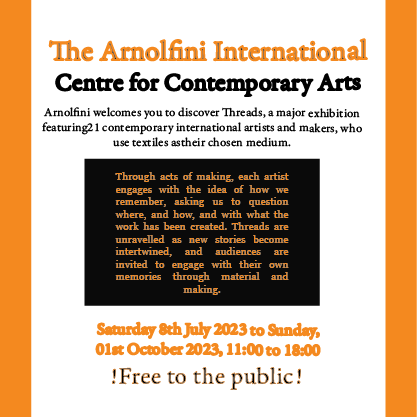 The Arnolfini International
Centre for Contemporary Arts
Arnolfini welcomes you to discover Threads, a major exhibition
featuring21 contemporary international artists and makers, who
use textiles astheir chosen medium.
Through acts of making, each artist
engages with the idea of how we
remember, asking us to question
where, and how, and with what the
work has been created. Threads are
unravelled as new stories become
intertwined, and audiences are
invited to engage with their own
memories through material and
making.
Saturday 8th July 2023 to Sunday,
01st October 2023, 11:00 to 18:00
!Free to the public!